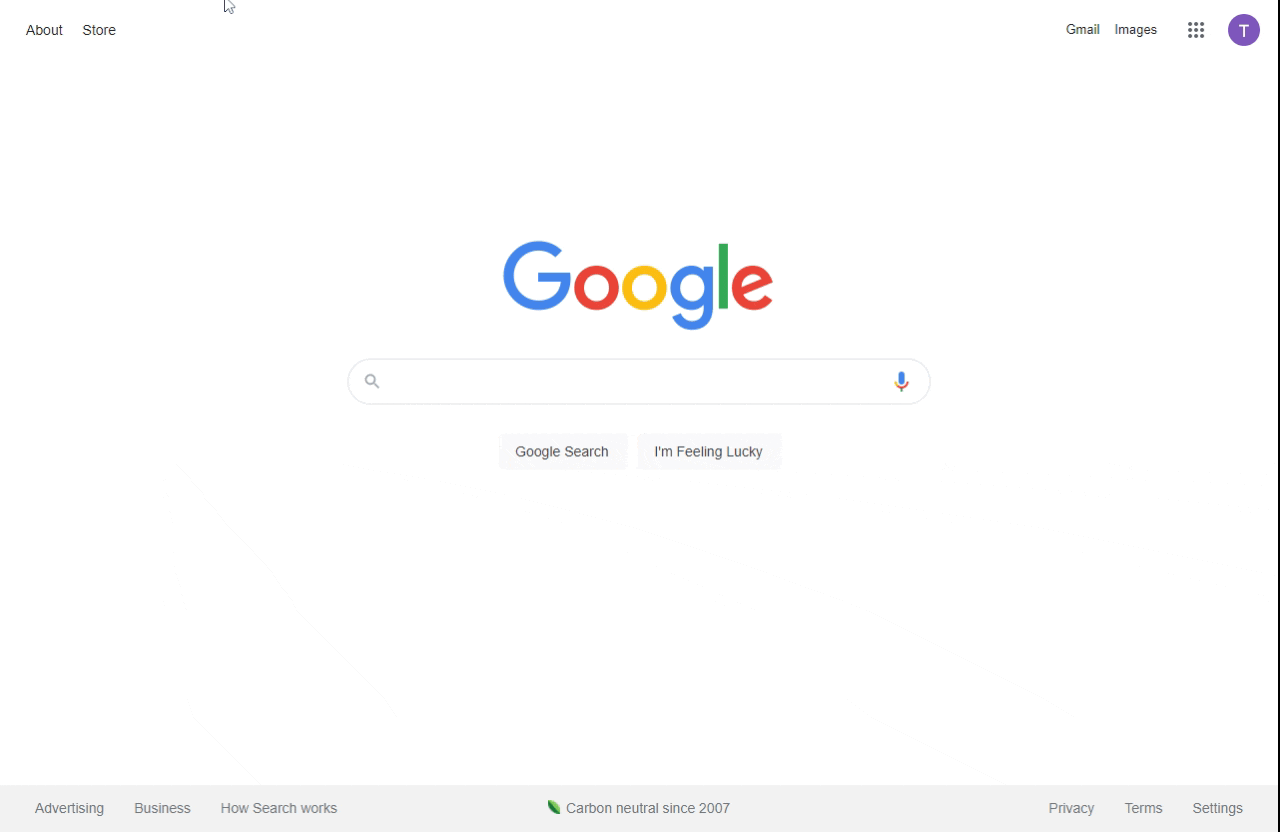 About Store Gmail Images T
Google
Google Search I'm Feeling Lucky
Advertising Business How Search works Carbon neutral since 2007 Privacy Terms Settings